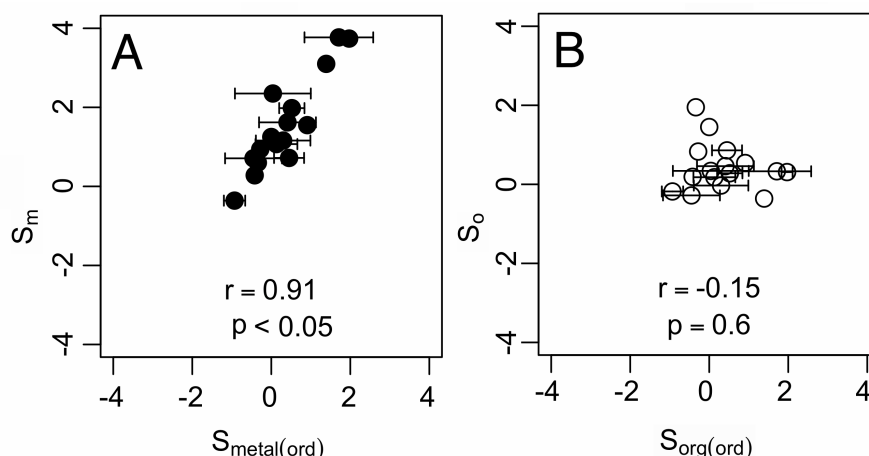 A
4
2
0
-2
-4
Sm
r = 0.91
p < 0.05
-4 -2 0 2 4
Smetal(ord)
B
4
2
0
-2
-4
So
r = -0.15
p = 0.6
-4 -2 0 2 4
Sorg(ord)